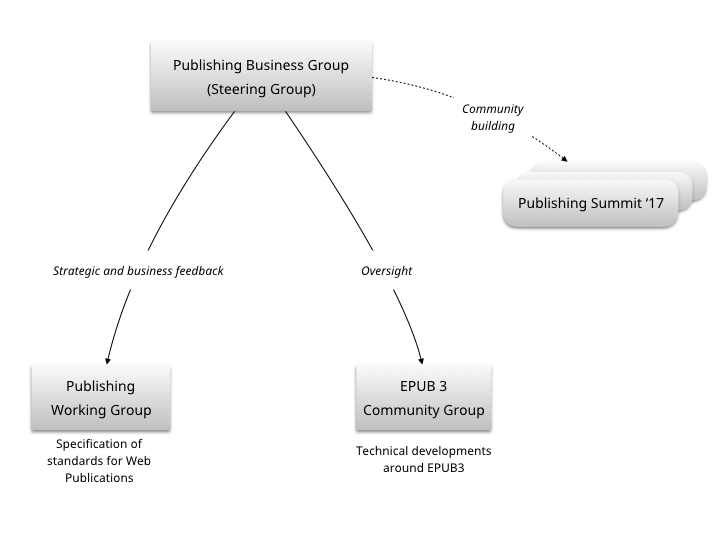 Publishing Business Group
(Steering Group)
Community
building
Publishing Summit ‘17
Strategic and business feedback
Oversight
Publishing
Working Group
EPUB 3
Community Group
Specification of
standards for Web
Publications
Technical developments
around EPUB3